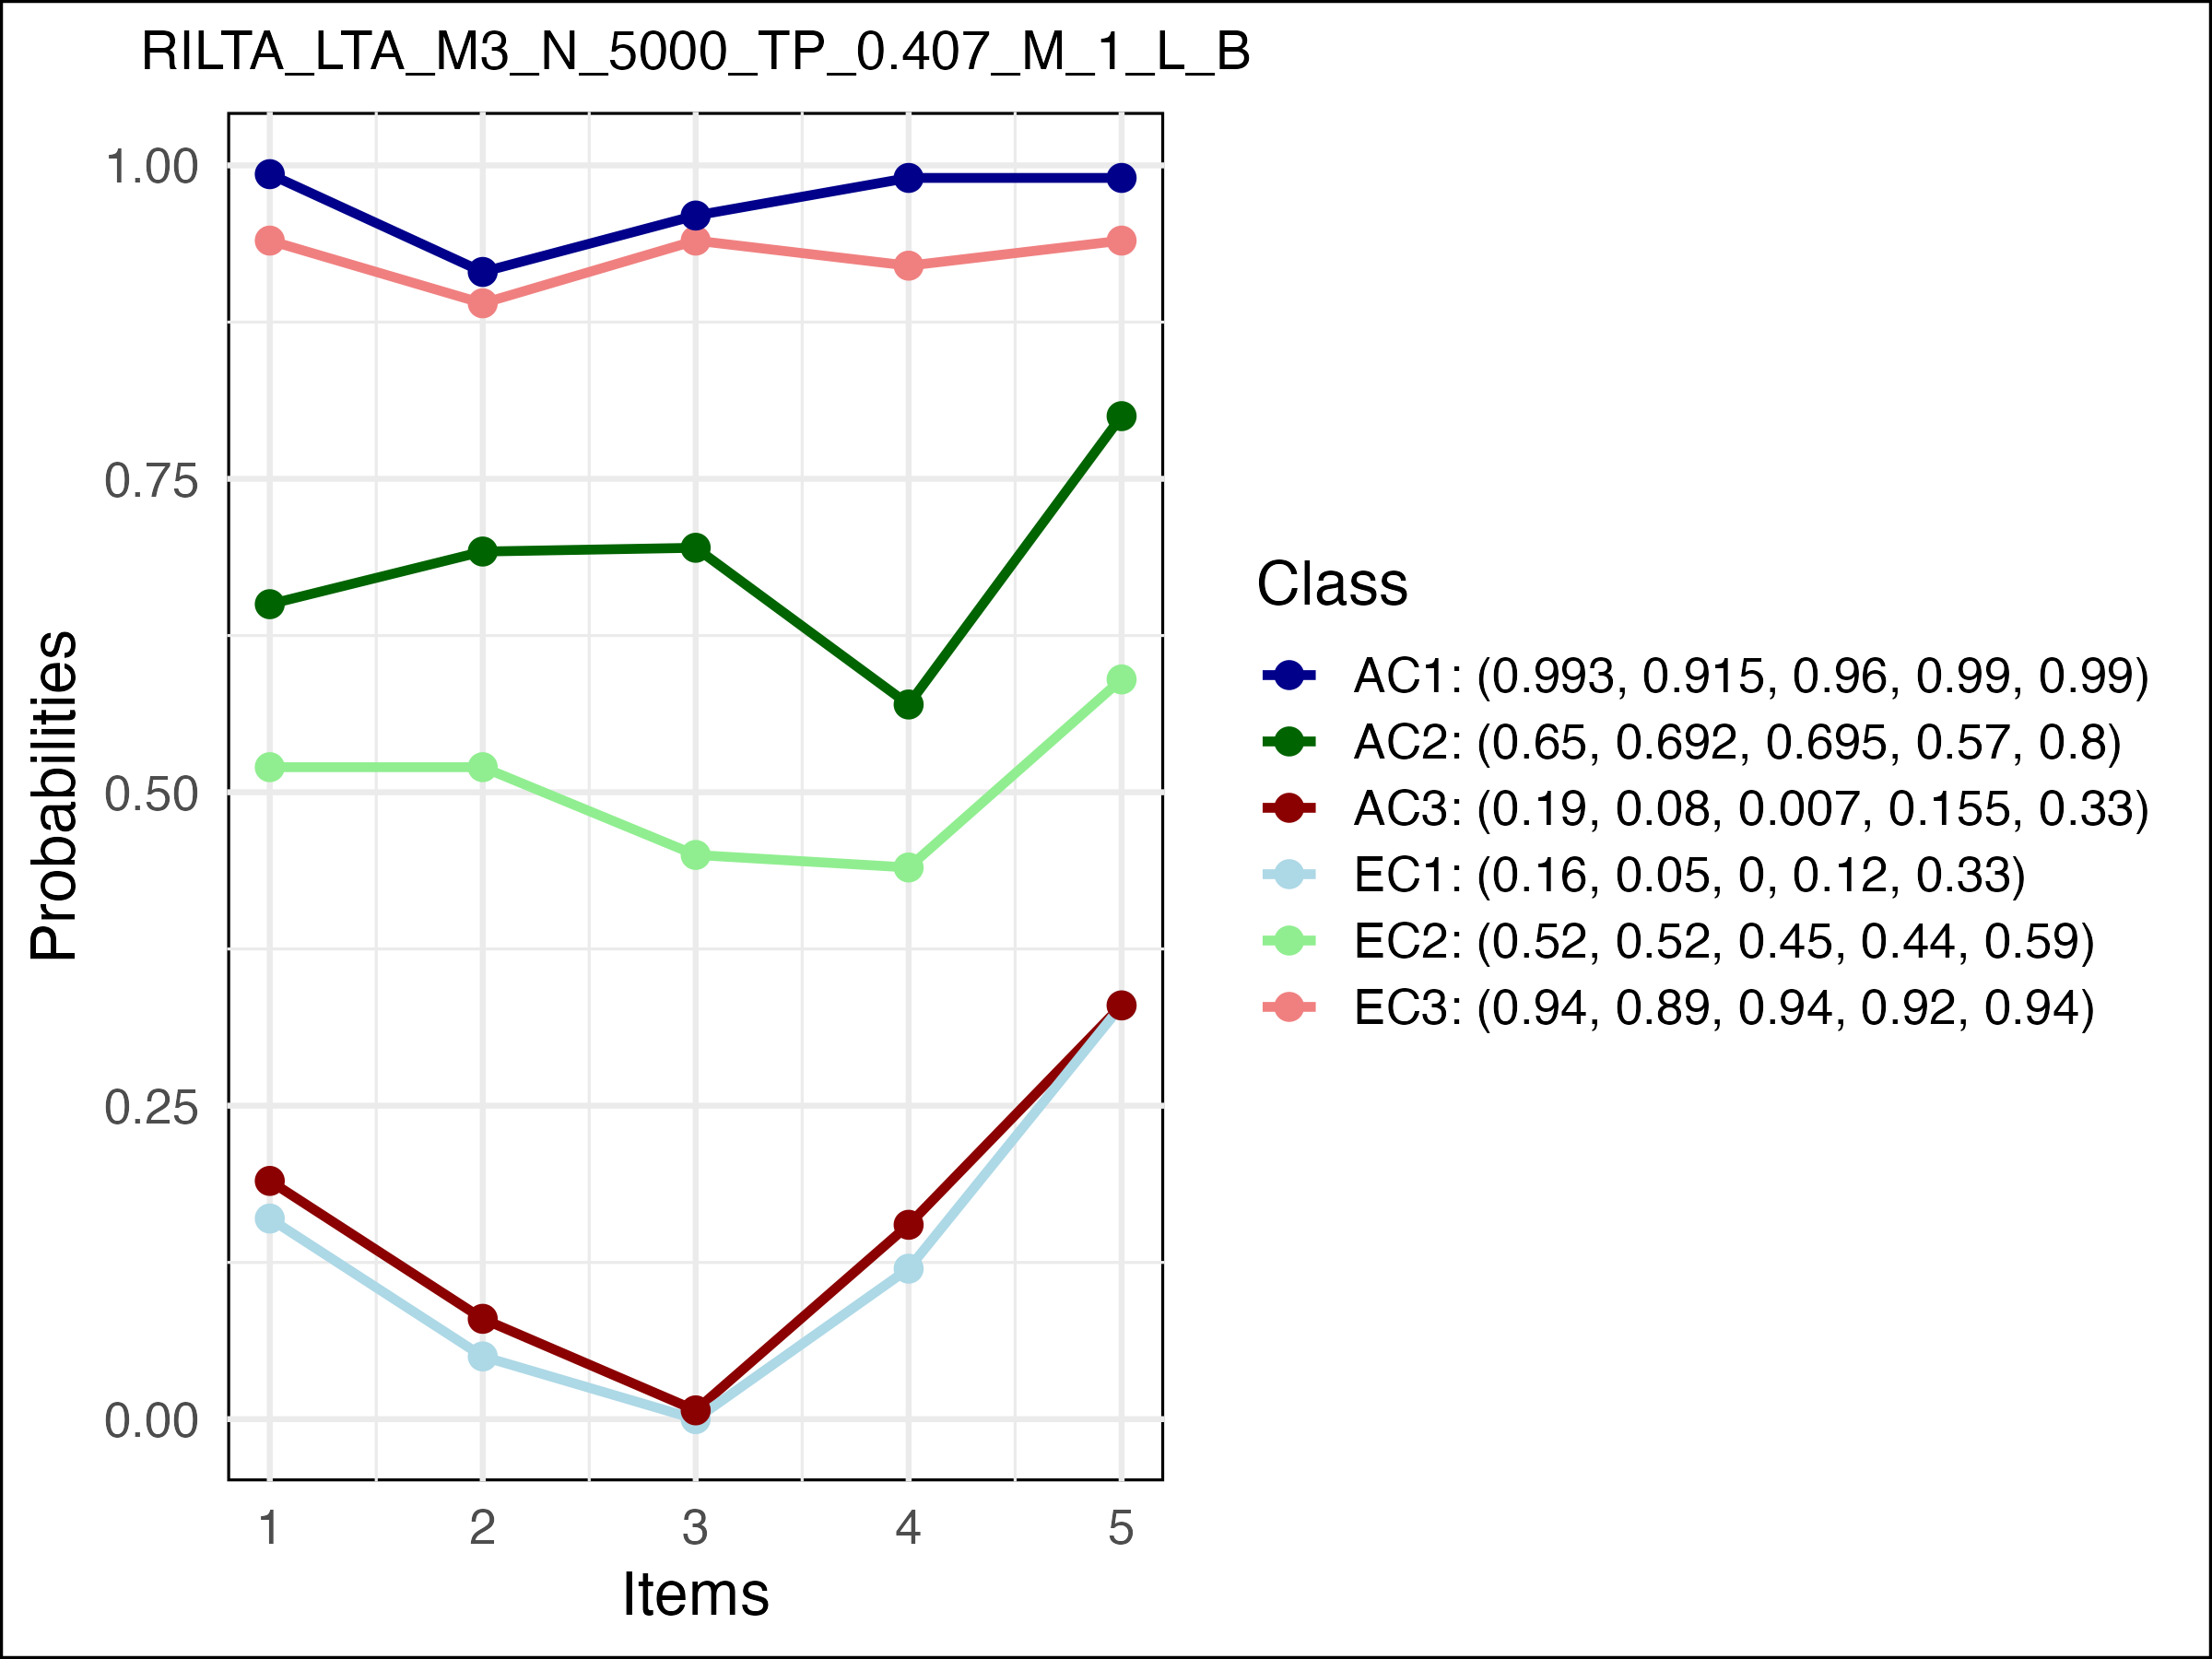 RILTA_LTA_M3_N_5000_TP_0.407_M_1_L_B
1.00
0.75
0.50
0.25
0.00
Probabilities
1 2 3 4 5
Items
Class
AC1: (0.993, 0.915, 0.96, 0.99, 0.99)
AC2: (0.65, 0.692, 0.695, 0.57, 0.8)
AC3: (0.19, 0.08, 0.007, 0.155, 0.33)
EC1: (0.16, 0.05, 0, 0.12, 0.33)
EC2: (0.52, 0.52, 0.45, 0.44, 0.59)
EC3: (0.94, 0.89, 0.94, 0.92, 0.94)